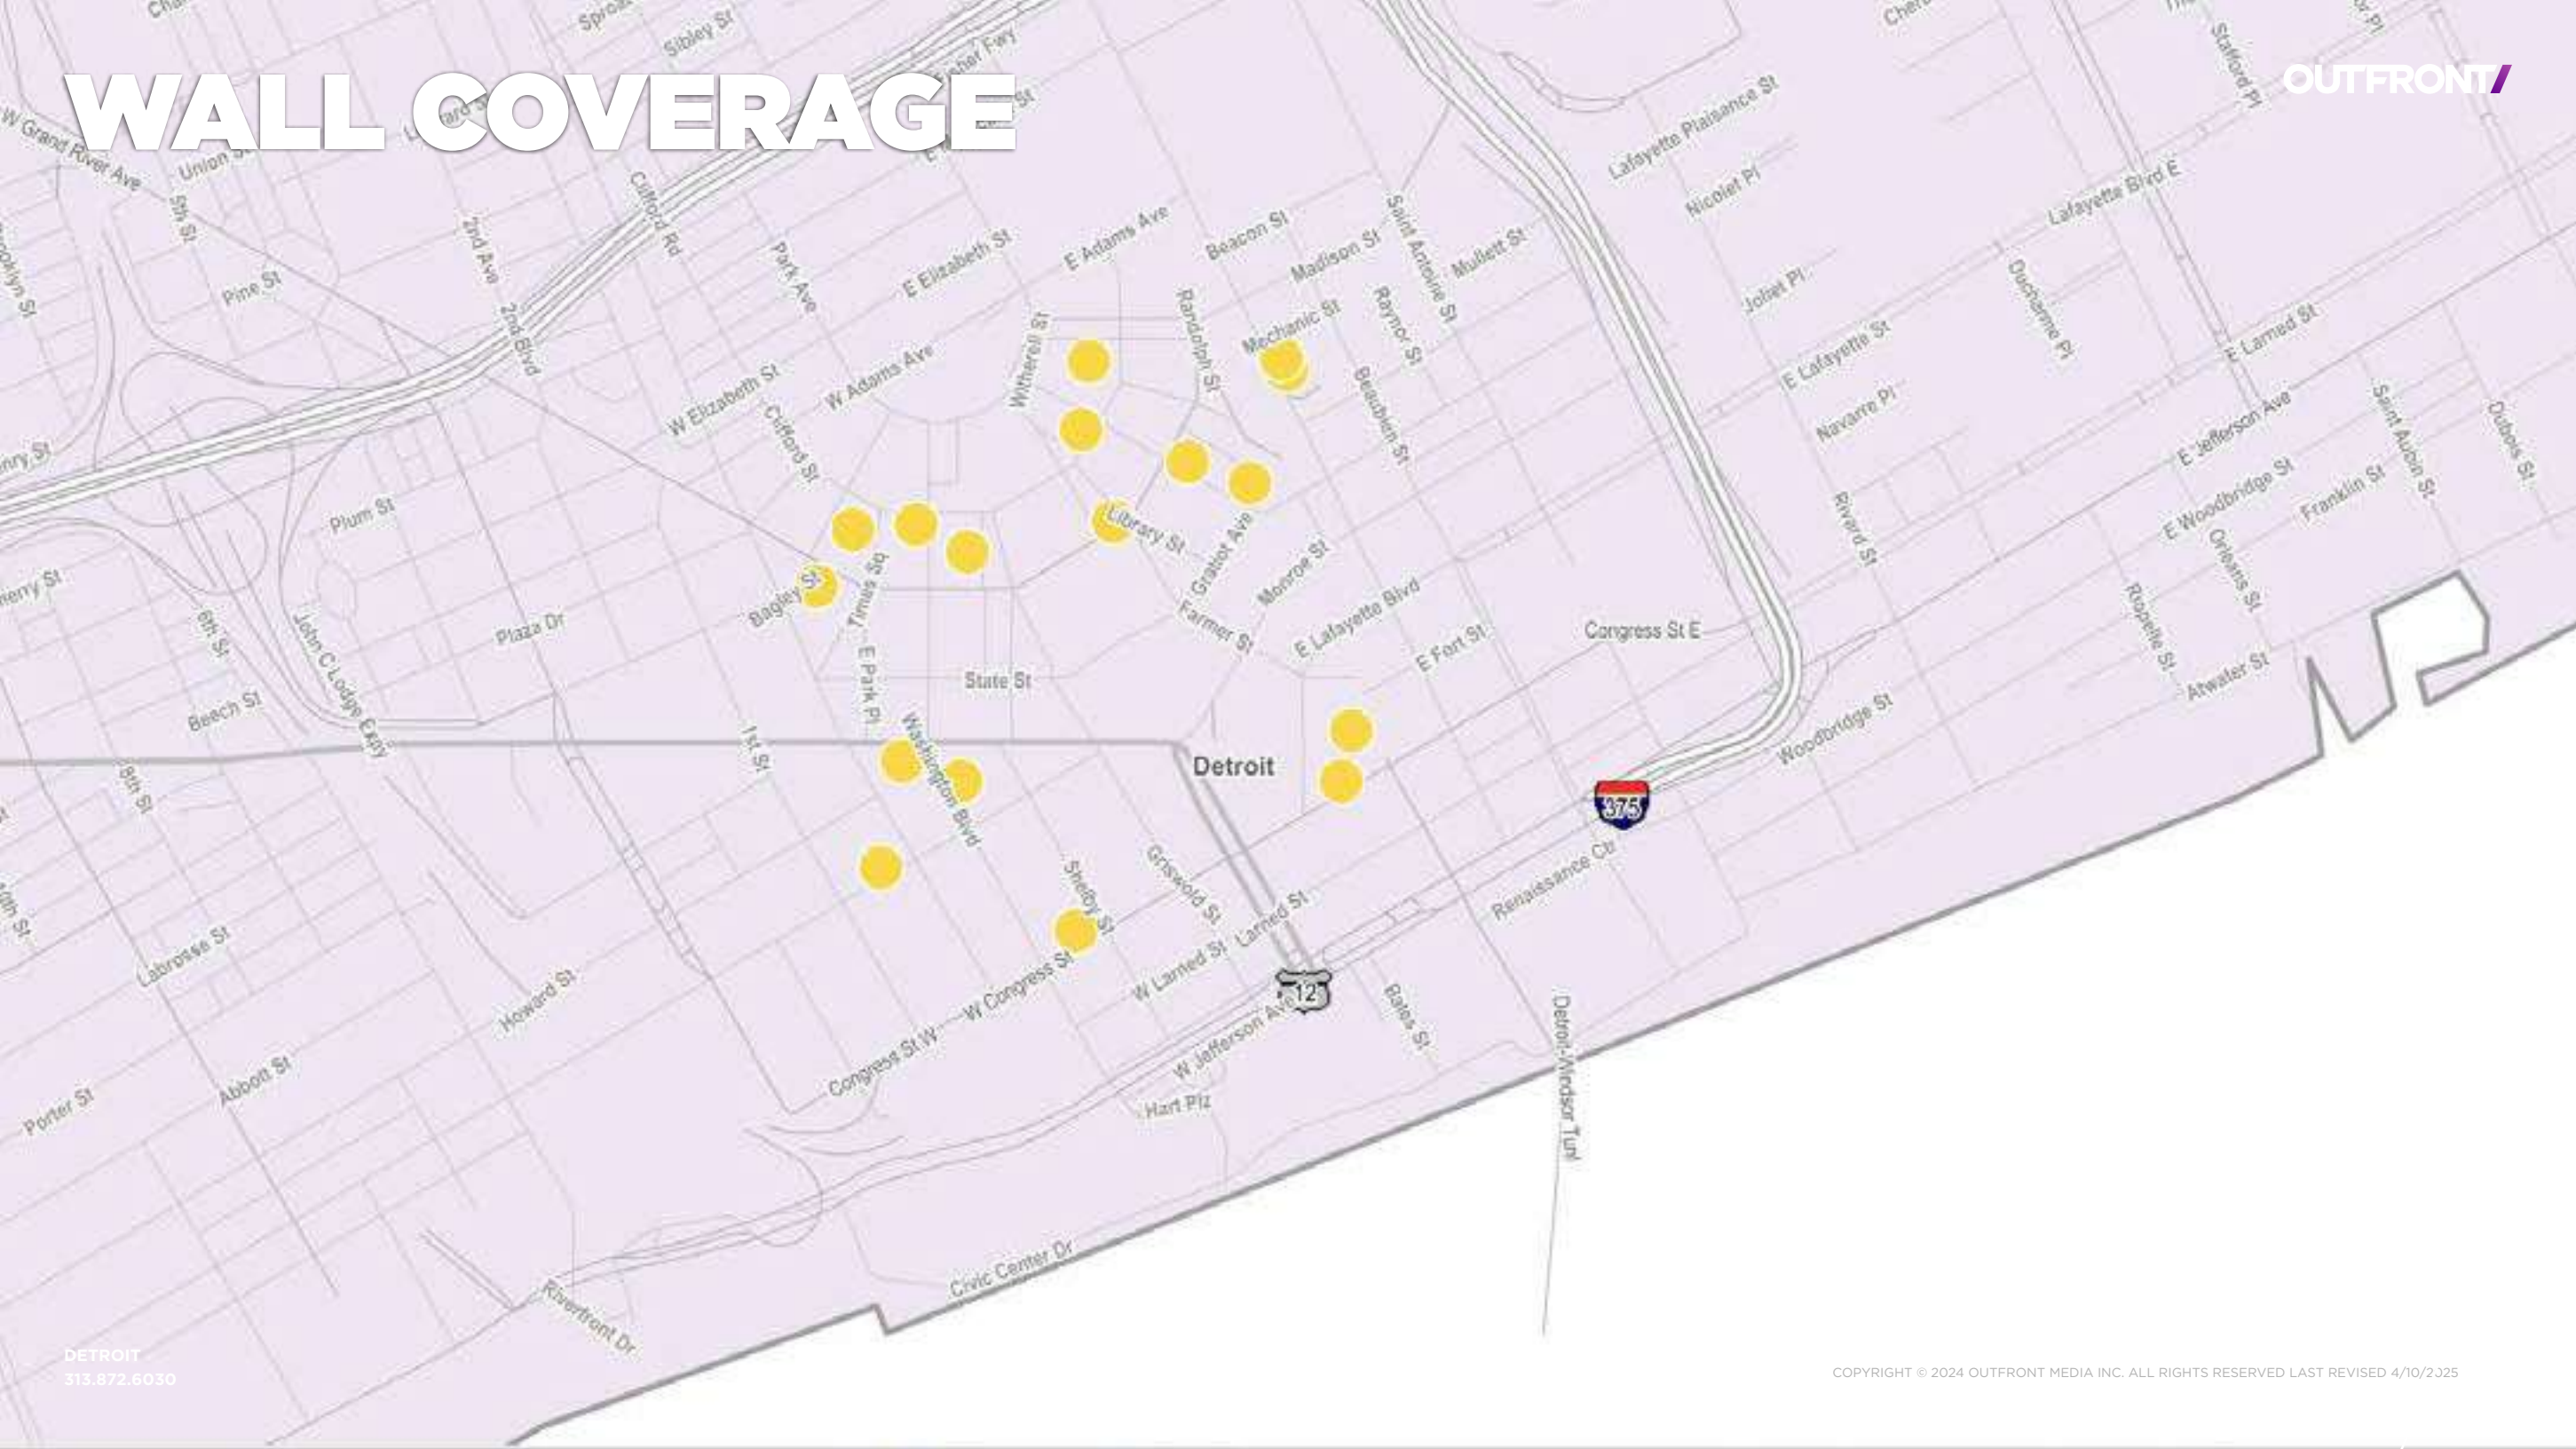 WALL COVERAGE
OUTFRONT/
Sibley St
W Grand River Ave
Union St
5th St
2nd Ave
Clifford Rd
Park Ave
Pine St
2nd Blvd
E Elizabeth St
E Adams Ave
Beacon St
Madison St
Saint Antoine St
Mullett St
Lafayette Plaisance St
Nicolet Pl
Joliet Pl
Lafayette Blvd E
Stafford Pl
Ducharme Pl
Witherell St
Randolph St
Mechanic St
Raynor St
Beaubien St
W Elizabeth St
W Adams Ave
Clifford St
E Lafayette St
Navarre Pl
E Larned St
E Jefferson Ave
Saint Aubin St
Dubois St
E Woodbridge St
Franklin St
Orleans St
Rivard St
Riopelle St
Atwater St
Plum St
Plaza Dr
Bagley St
Times Sq
Library St
Gratiot Ave
Monroe St
Farmer St
E Lafayette Blvd
E Fort St
Congress St E
Woodbridge St
6th St
John C Lodge Expy
Beech St
8th St
E Park Pl
State St
1st St
Washington Blvd
Detroit
375
Renaissance Ctr
Shelby St
Griswold St
Larned St
W Larned St
W Congress St
Congress St W
W Jefferson Ave
12
Bates St
Hart Plz
Detroit-Windsor Tunl
10th St
Labrosse St
Howard St
Abbott St
Porter St
Civic Center Dr
Riverfront Dr
DETROIT
313.872.6030
COPYRIGHT © 2024 OUTFRONT MEDIA INC. ALL RIGHTS RESERVED LAST REVISED 4/10/2025